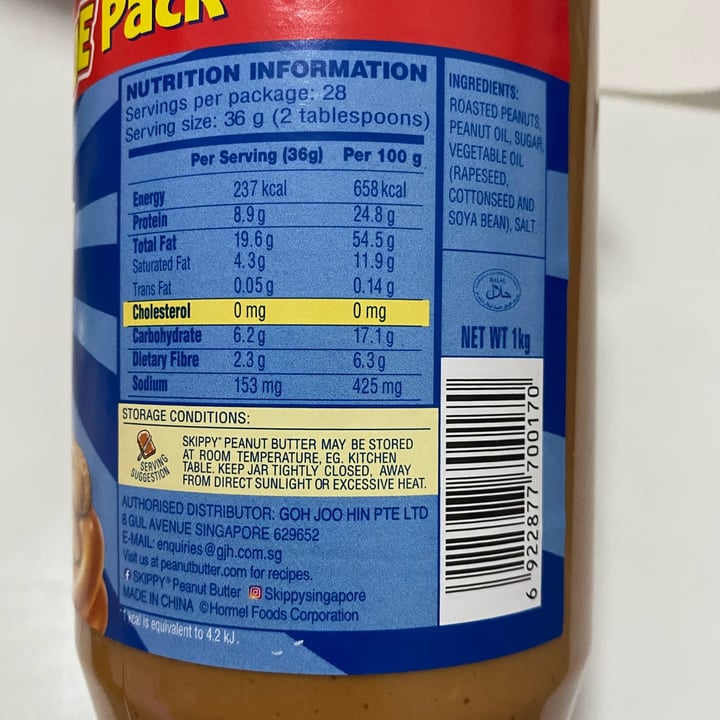 E Pack
NUTRITION INFORMATION
Servings per package: 28
Serving size: 36 g (2 tablespoons)
Per Serving (36g) Per 100 g
Energy 237 kcal 658 kcal
Protein 8.9 g 24.8 g
Total Fat 19.6 g 54.5 g
Saturated Fat 4.3 g 11.9 g
Trans Fat 0.05 g 0.14 g
Cholesterol 0 mg 0 mg
Carbohydrate 6.2 g 17.1 g
Dietary Fibre 2.3 g 6.3 g
Sodium 153 mg 425 mg
STORAGE CONDITIONS:
SERVING
SUGGESTION
SKIPPY® PEANUT BUTTER MAY BE STORED
AT ROOM TEMPERATURE, EG. KITCHEN
TABLE. KEEP JAR TIGHTLY CLOSED, AWAY
FROM DIRECT SUNLIGHT OR EXCESSIVE HEAT.
AUTHORISED DISTRIBUTOR: GOH JOO HIN PTE LTD
8 GUL AVENUE SINGAPORE 629652
E-MAIL: enquiries@gjh.com.sg
Visit us at peanutbutter.com for recipes.
f SKIPPY® Peanut Butter Skippysingapore
MADE IN CHINA ©Hormel Foods Corporation
kcal is equivalent to 4.2 kJ.
INGREDIENTS:
ROASTED PEANUTS,
PEANUT OIL, SUGAR,
VEGETABLE OIL
(RAPESEED,
COTTONSEED AND
SOYA BEAN), SALT.
HALAL
حلال
NET WT 1kg
6 922877 700170